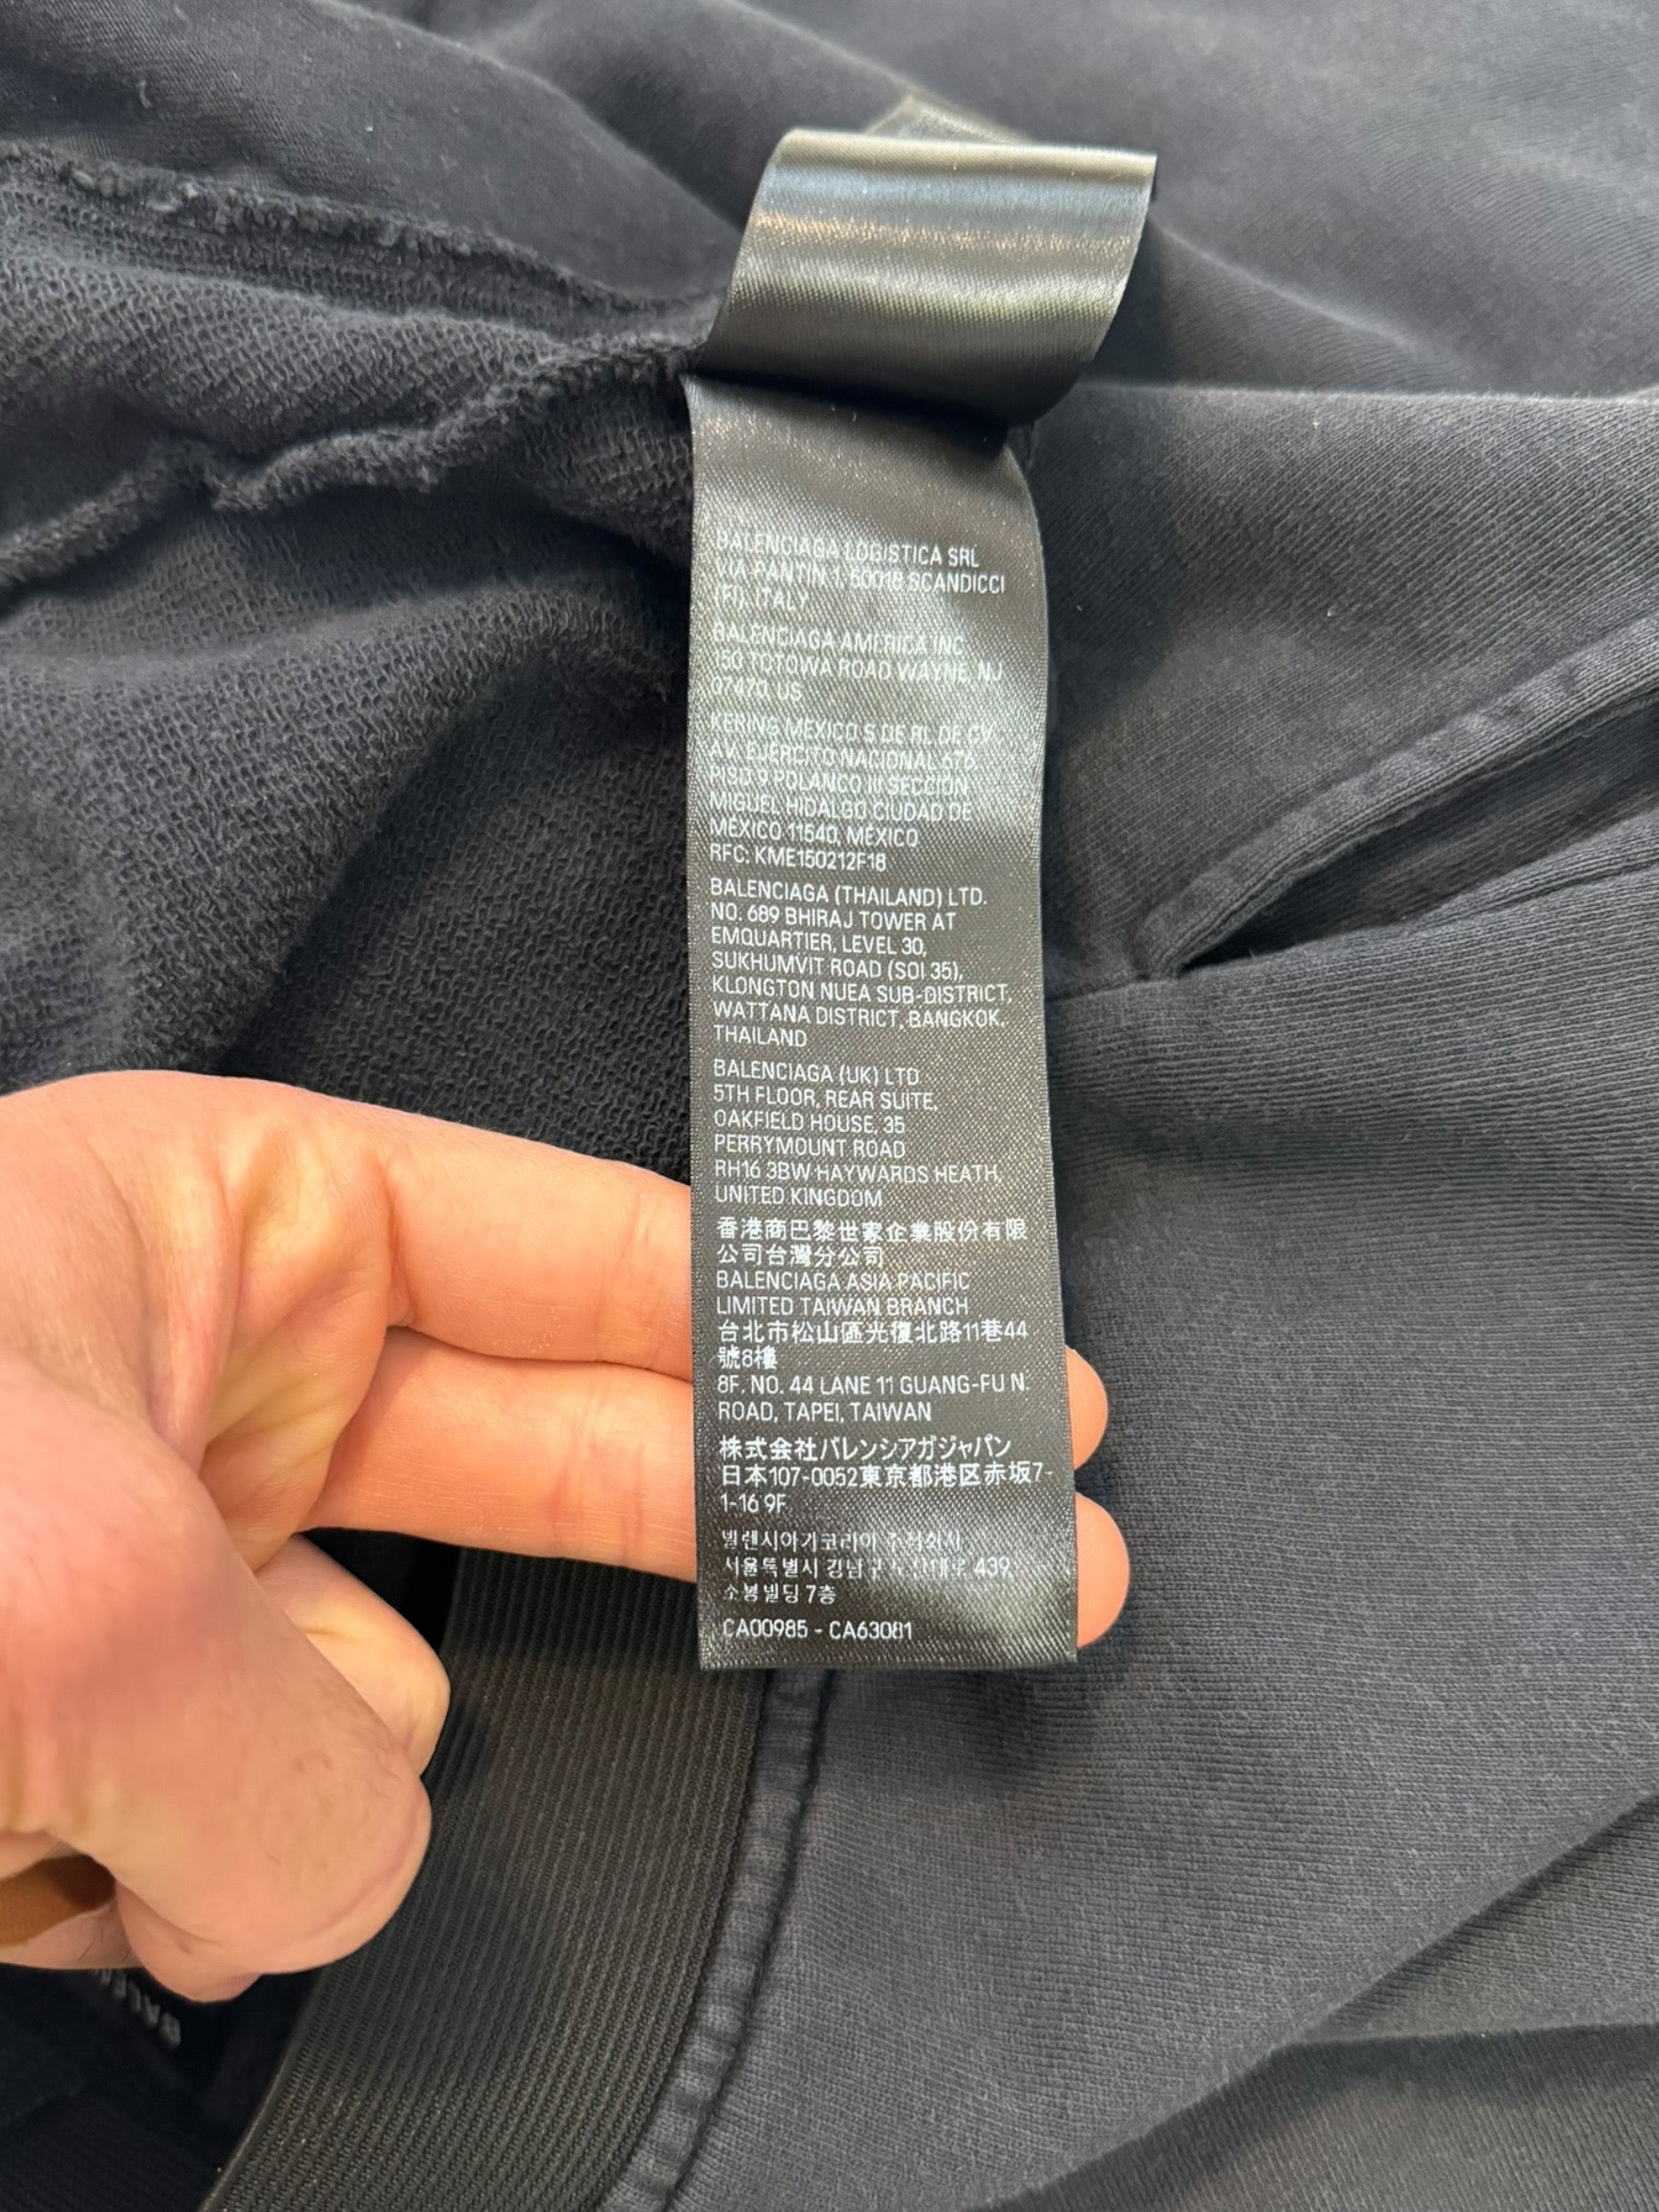 BALENCIAGA LOGISTICA SRL
VIA PANTIN 1, 50018 SCANDICCI
(FI), ITALY
BALENCIAGA AMERICA INC
150 TOTOWA ROAD WAYNE, NJ
07470, US
KERING MEXICO S DE RL DE CV
AV. EJERCITO NACIONAL 676
PISO 9 POLANCO III SECCION
MIGUEL HIDALGO CIUDAD DE
MEXICO 11540, MEXICO
RFC: KME150212F18
BALENCIAGA (THAILAND) LTD.
NO. 689 BHIRAJ TOWER AT
EMQUARTIER, LEVEL 30,
SUKHUMVIT ROAD (SOI 35),
KLONGTON NUEA SUB-DISTRICT,
WATTANA DISTRICT, BANGKOK,
THAILAND
BALENCIAGA (UK) LTD
5TH FLOOR, REAR SUITE,
OAKFIELD HOUSE, 35
PERRYMOUNT ROAD
RH16 3BW HAYWARDS HEATH,
UNITED KINGDOM
香港商巴黎世家企業股份有限
公司台灣分公司
BALENCIAGA ASIA PACIFIC
LIMITED TAIWAN BRANCH
台北市松山區光復北路11巷44
號8樓
8F. NO. 44 LANE 11 GUANG-FU N.
ROAD, TAPEI, TAIWAN
株式会社バレンシアガジャパン
日本107-0052東京都港区赤坂7-
1-16 9F
서울특별시 강남구 439,
소봉빌딩 7층
CA00985 - CA63081